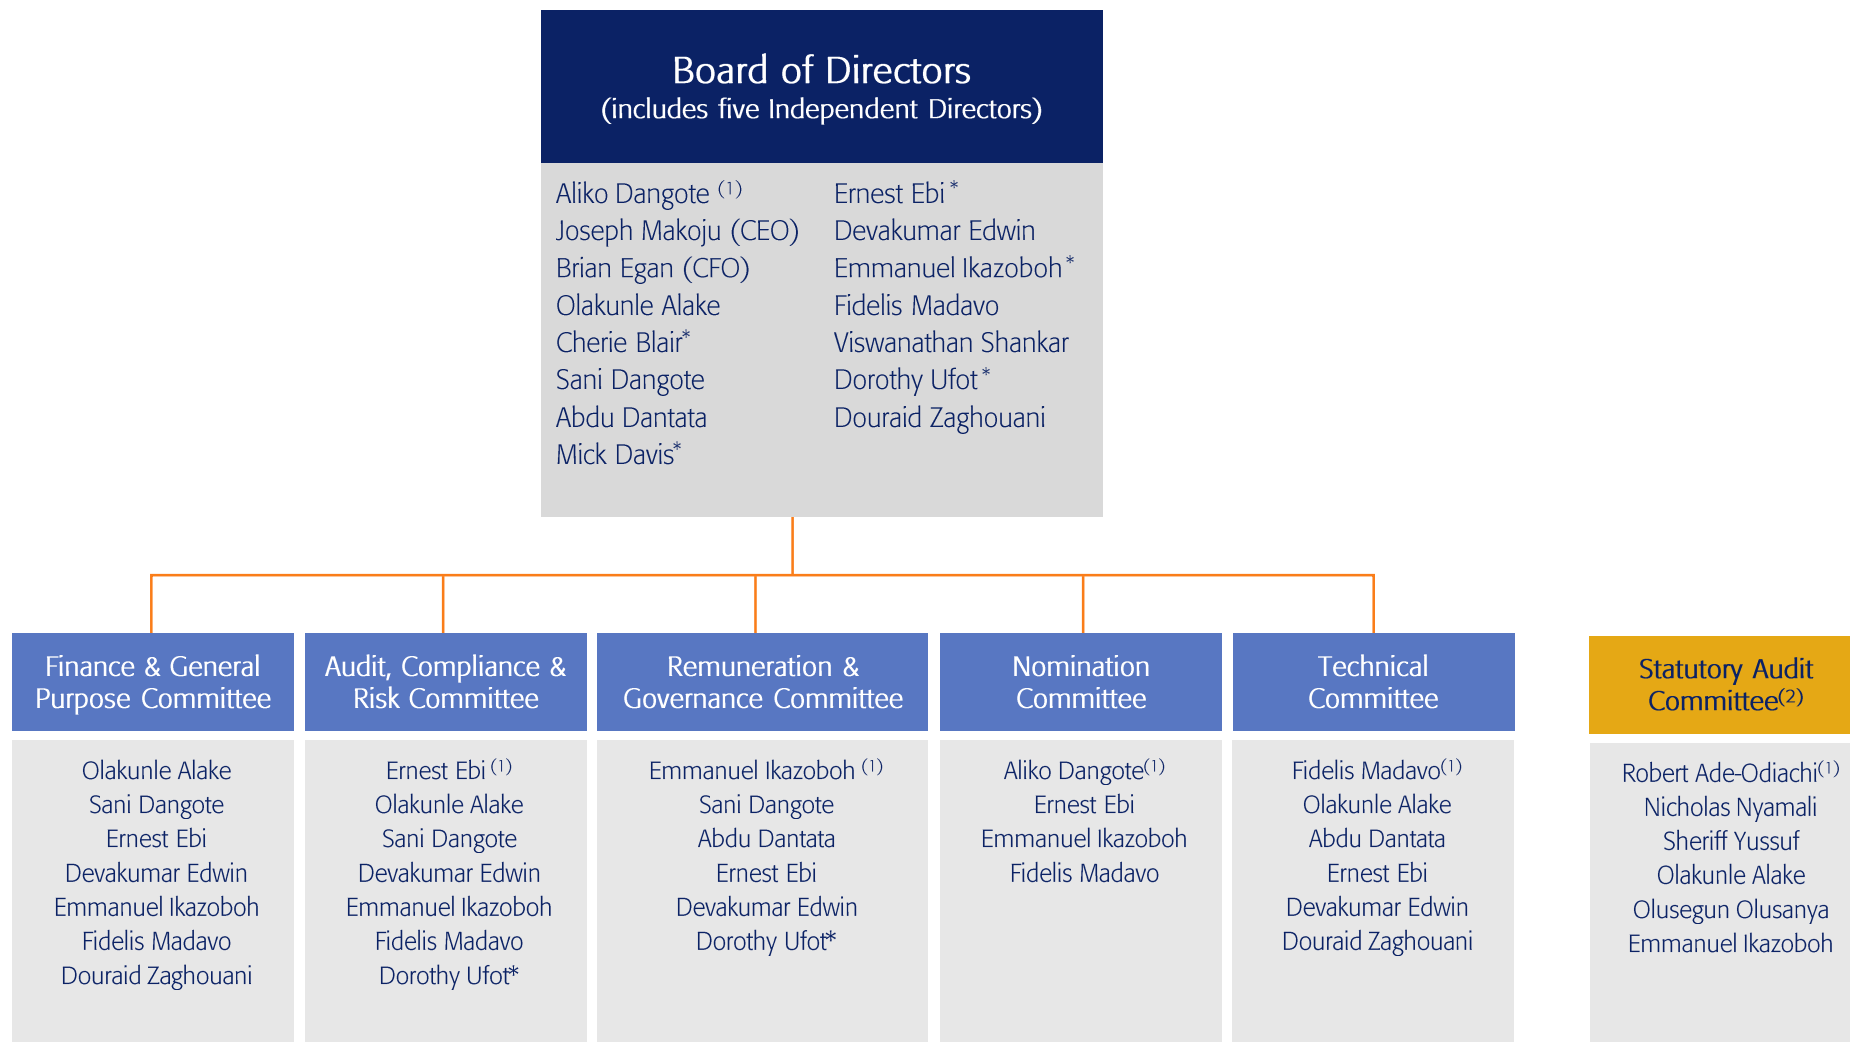 Board of Directors
(includes five Independent Directors)
Aliko Dangote (1)
Joseph Makoju (CEO)
Brian Egan (CFO)
Olakunle Alake
Cherie Blair*
Sani Dangote
Abdu Dantata
Mick Davis*
Ernest Ebi*
Devakumar Edwin
Emmanuel Ikazoboh*
Fidelis Madavo
Viswanathan Shankar
Dorothy Ufot*
Douraid Zaghouani
Finance & General
Purpose Committee
Olakunle Alake
Sani Dangote
Ernest Ebi
Devakumar Edwin
Emmanuel Ikazoboh
Fidelis Madavo
Douraid Zaghouani
Audit, Compliance &
Risk Committee
Ernest Ebi (1)
Olakunle Alake
Sani Dangote
Devakumar Edwin
Emmanuel Ikazoboh
Fidelis Madavo
Dorothy Ufot*
Remuneration &
Governance Committee
Emmanuel Ikazoboh (1)
Sani Dangote
Abdu Dantata
Ernest Ebi
Devakumar Edwin
Dorothy Ufot*
Nomination
Committee
Aliko Dangote(1)
Ernest Ebi
Emmanuel Ikazoboh
Fidelis Madavo
Technical
Committee
Fidelis Madavo(1)
Olakunle Alake
Abdu Dantata
Ernest Ebi
Devakumar Edwin
Douraid Zaghouani
Statutory Audit
Committee(2)
Robert Ade-Odiachi(1)
Nicholas Nyamali
Sheriff Yussuf
Olakunle Alake
Olusegun Olusanya
Emmanuel Ikazoboh